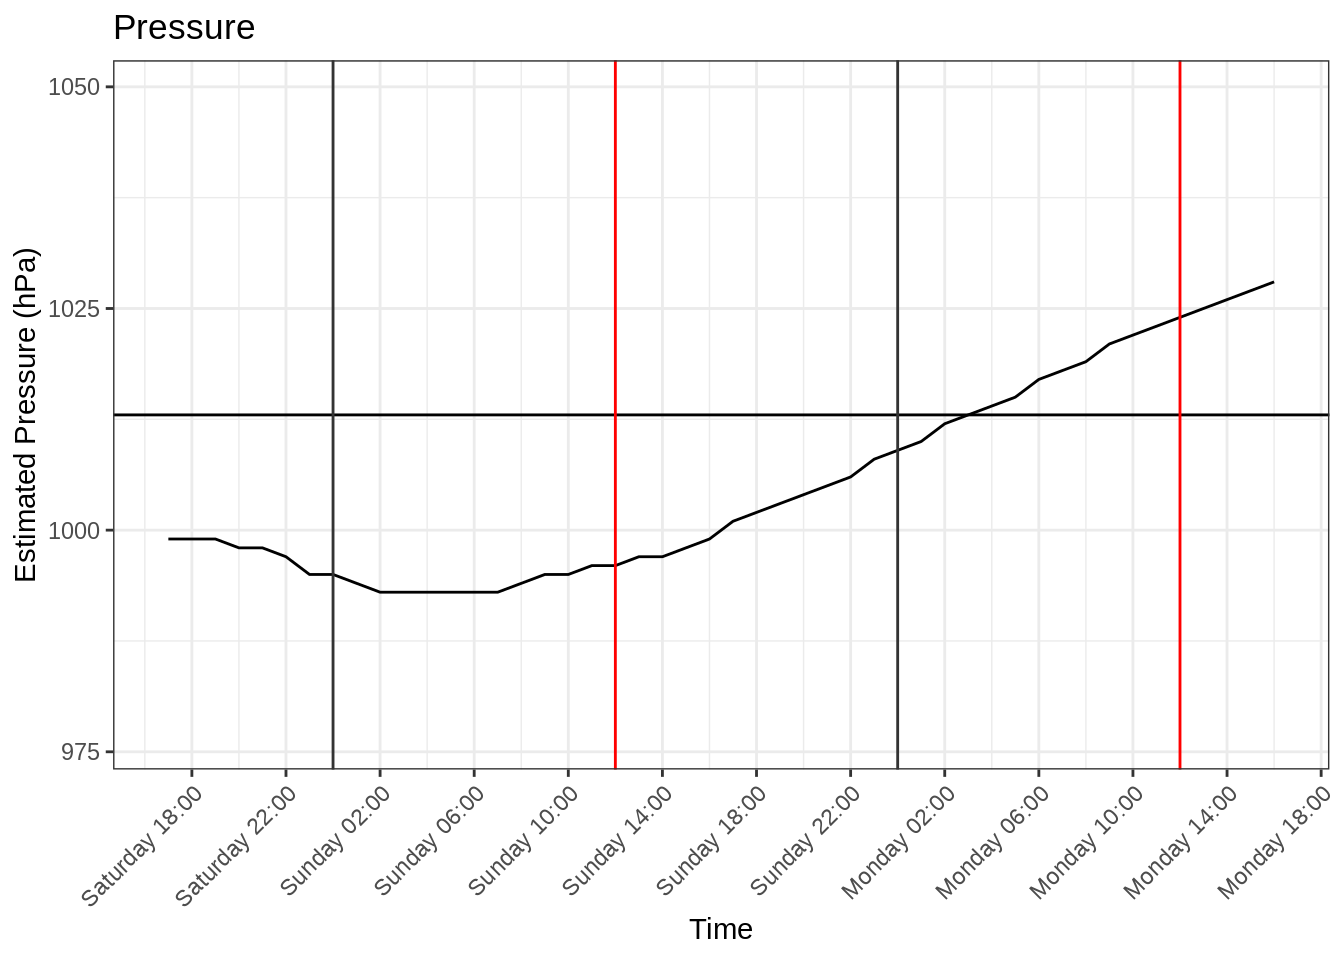 Pressure
1050
1025
1000
975
Estimated Pressure (hPa)
Saturday 18:00
Saturday 22:00
Sunday 02:00
Sunday 06:00
Sunday 10:00
Sunday 14:00
Sunday 18:00
Sunday 22:00
Monday 02:00
Monday 06:00
Monday 10:00
Monday 14:00
Monday 18:00
Time